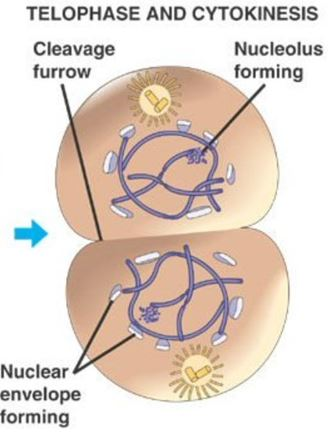 TELOPHASE AND CYTOKINESIS
Cleavage
furrow
Nucleolus
forming
Nuclear
envelope
forming